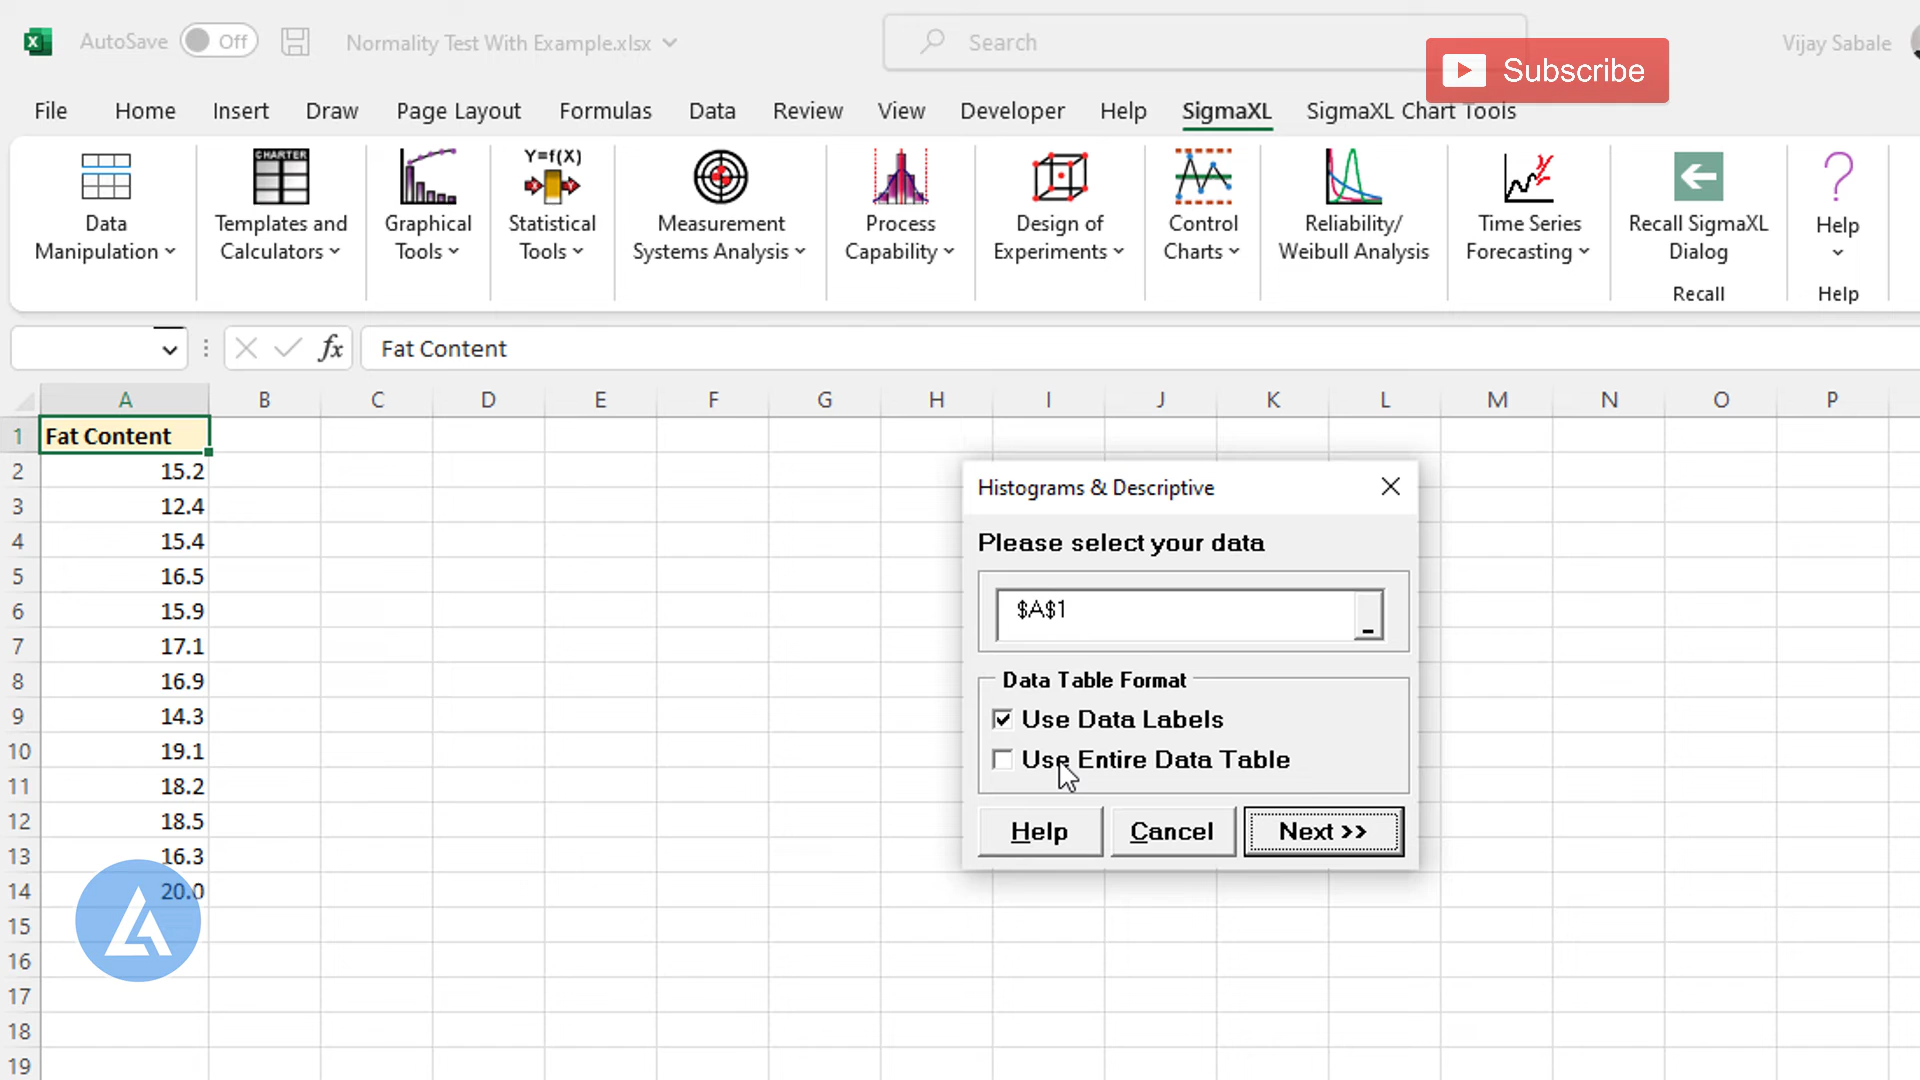 AutoSave Off Normality Test With Example.xlsx Search Vijay Sabale
Subscribe
File Home Insert Draw Page Layout Formulas Data Review View Developer Help SigmaXL SigmaXL Chart Tools
CHARTER Y=f(X)
X Y
Data Manipulation
Templates and Calculators
Graphical Tools
Statistical Tools
Measurement Systems Analysis
Process Capability
Design of Experiments
Control Charts
Reliability/ Weibull Analysis
Time Series Forecasting
Recall SigmaXL Dialog
Help
Recall Help
fx Fat Content
A B C D E F G H I J K L M N O P
1 Fat Content
2 15.2
3 12.4
4 15.4
5 16.5
6 15.9
7 17.1
8 16.9
9 14.3
10 19.1
11 18.2
12 18.5
13 16.3
14 20.0
15
16
17
18
19
Histograms & Descriptive
Please select your data
$A$1
Data Table Format
Use Data Labels
Use Entire Data Table
Help Cancel Next >>